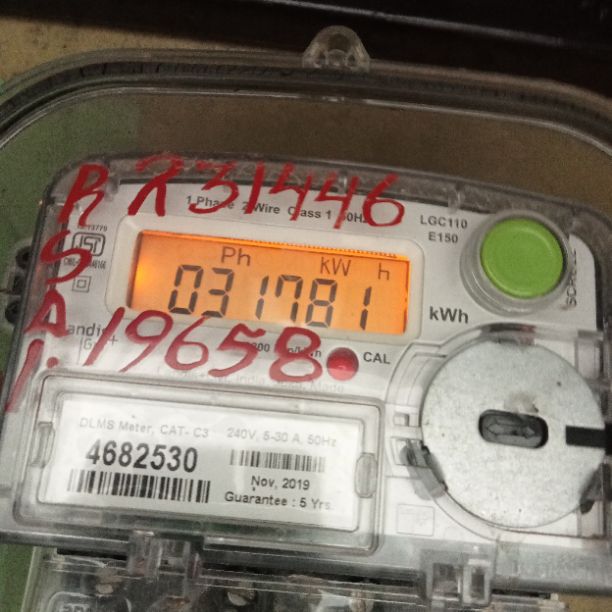 R R31446
1 Phase 2 Wire Class 1 50Hz
LGC110
E150
S
Ph kW h
031781
kWh
A
1. 19658
CAL
DLMS Meter, CAT- C3 240V, 5-30 A, 50Hz
4682530
Nov, 2019
Guarantee : 5 Yrs.